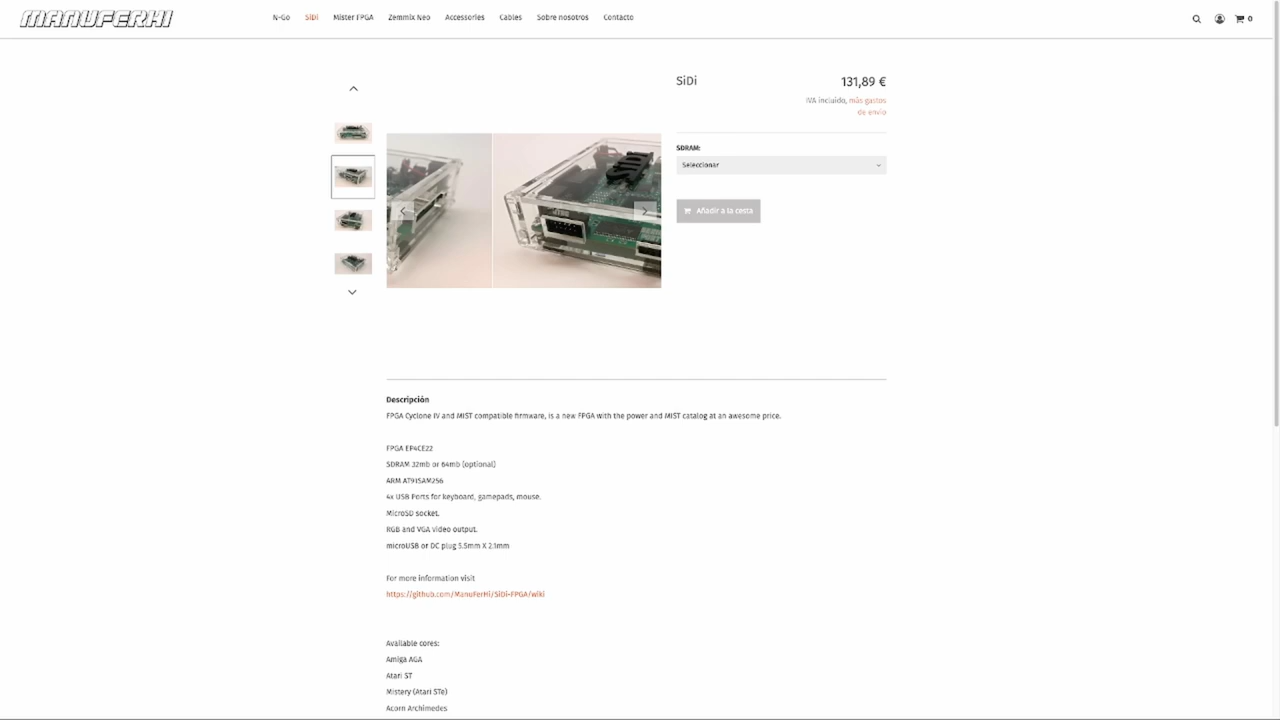 MANUFERHI
N-Go SiDi Mister FPGA Zemmix Neo Accessories Cables Sobre nosotros Contacto
0
SiDi
131,89 €
IVA incluido, más gastos
de envío
SDRAM:
Seleccionar
Añadir a la cesta
Descripción
FPGA Cyclone IV and MIST compatible firmware, is a new FPGA with the power and MIST catalog at an awesome price.
FPGA EP4CE22
SDRAM 32mb or 64mb (optional)
ARM AT91SAM256
4x USB Ports for keyboard, gamepads, mouse.
MicroSD socket.
RGB and VGA video output.
microUSB or DC plug 5.5mm X 2.1mm
For more information visit
https://github.com/ManuFerHi/SiDi-FPGA/wiki
Available cores:
Amiga AGA
Atari ST
Mistery (Atari STe)
Acorn Archimedes